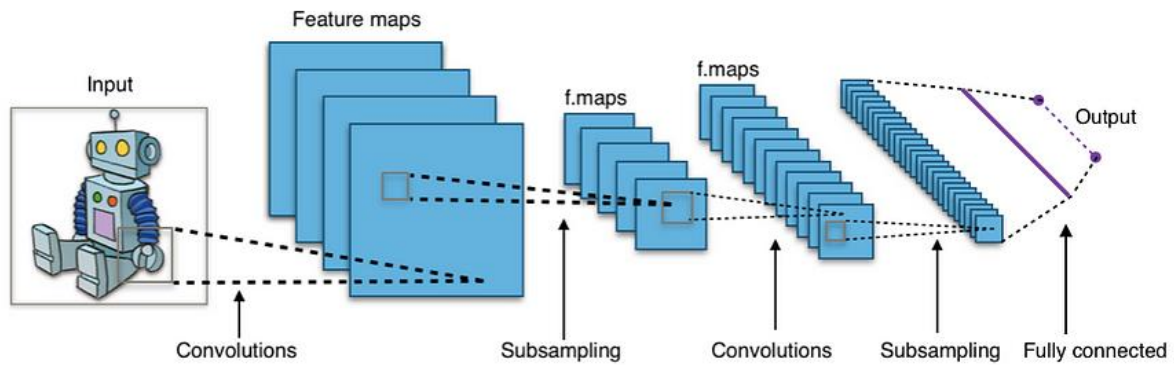 Feature maps
f.maps
Input
f.maps
Output
Convolutions
Subsampling
Convolutions
Subsampling
Fully connected